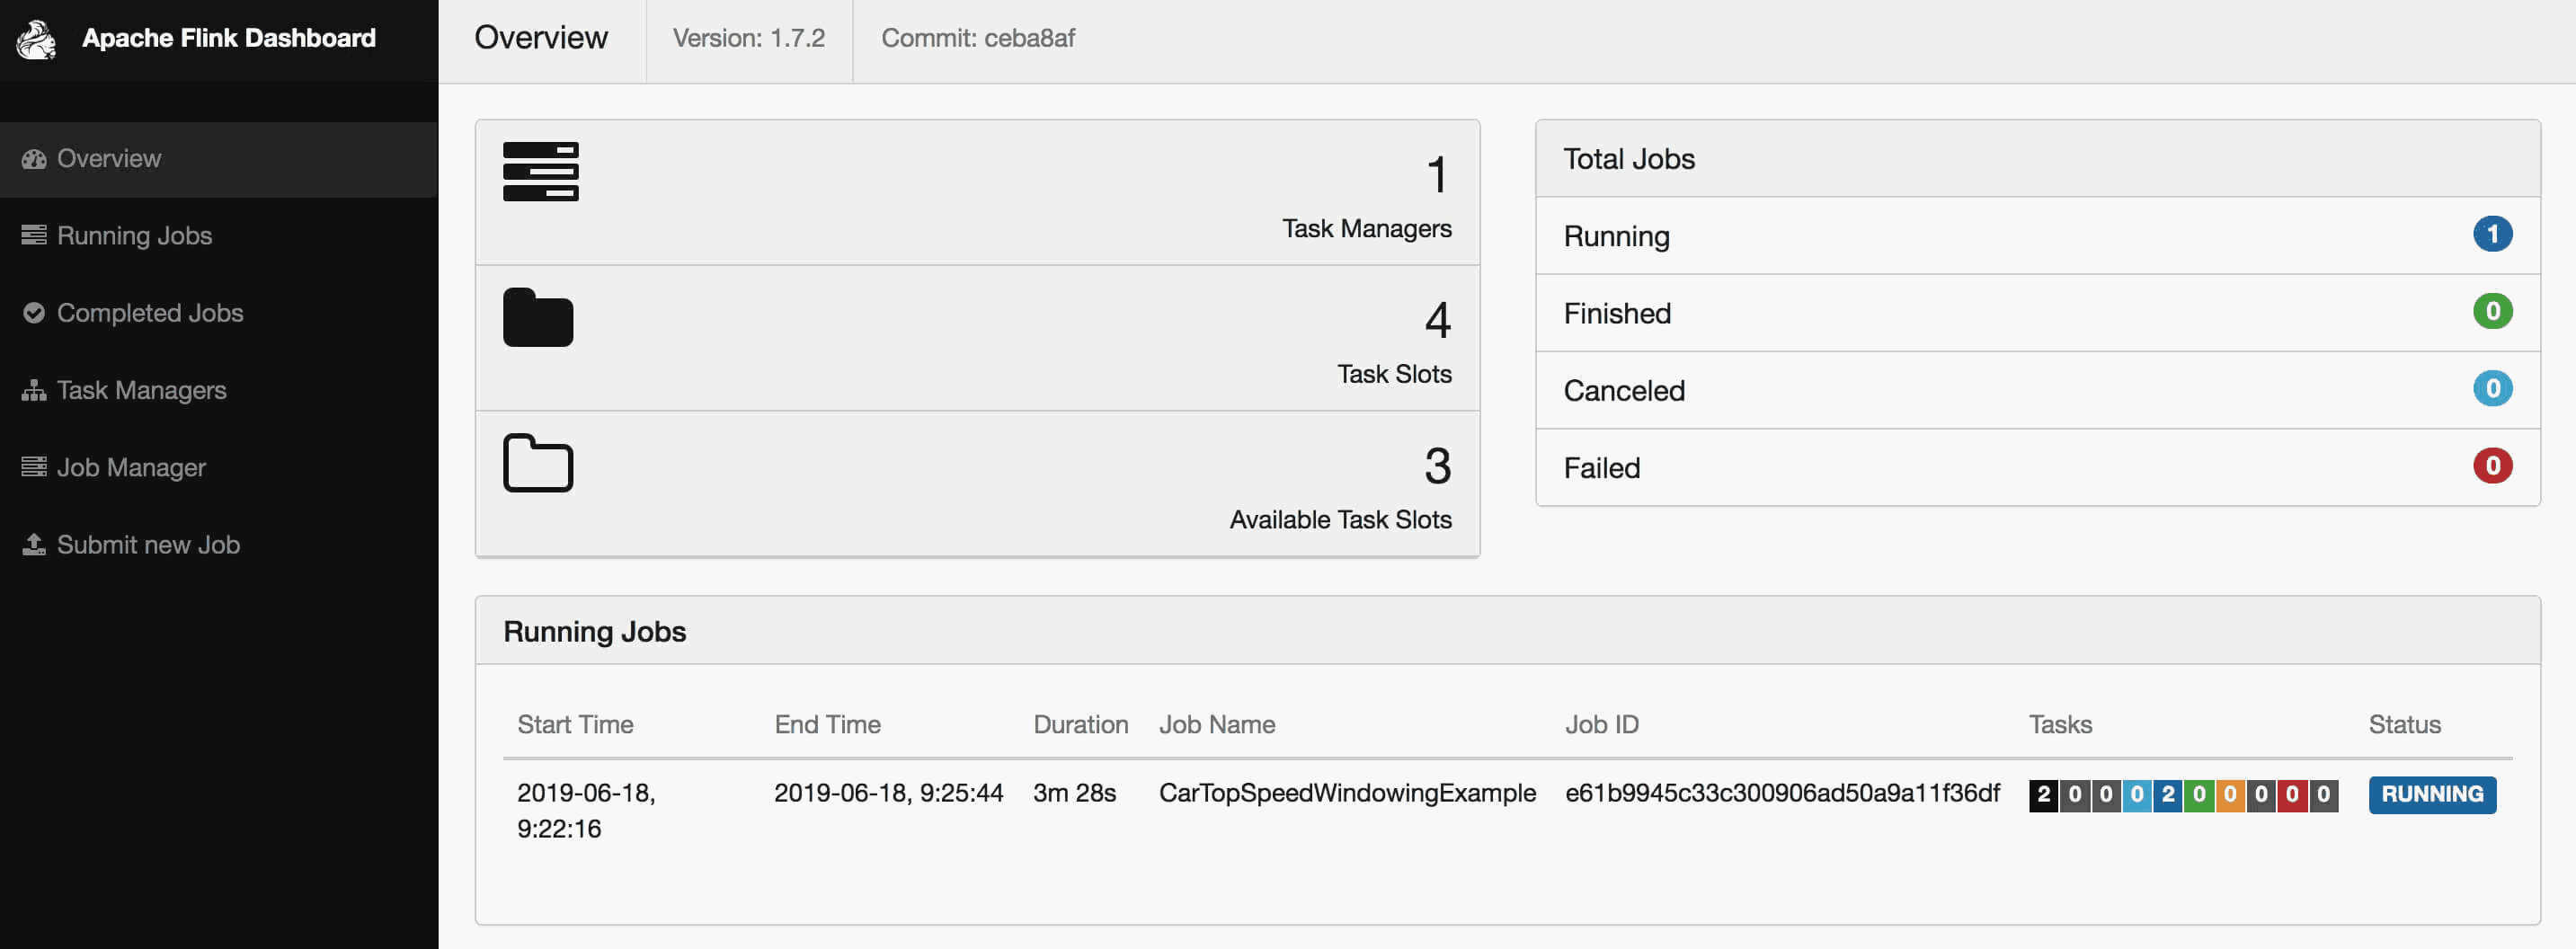 Apache Flink Dashboard
Overview
Version: 1.7.2
Commit: ceba8af
Overview
Running Jobs
Completed Jobs
Task Managers
Job Manager
Submit new Job
1
Task Managers
4
Task Slots
3
Available Task Slots
Total Jobs
Running 1
Finished 0
Canceled 0
Failed 0
Running Jobs
Start Time End Time Duration Job Name Job ID Tasks Status
2019-06-18, 2019-06-18, 9:25:44 3m 28s CarTopSpeedWindowingExample e61b9945c33c300906ad50a9a11f36df 2 0 0 0 2 0 0 0 0 0 RUNNING
9:22:16